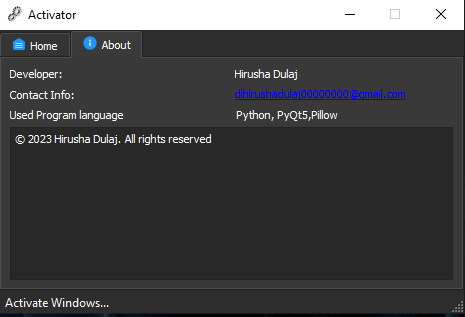 Activator
Home About
Developer: Hirusha Dulaj
Contact Info: dlhirushadulaj00000000@gmail.com
Used Program language Python, PyQt5,Pillow
© 2023 Hirusha Dulaj. All rights reserved
Activate Windows...